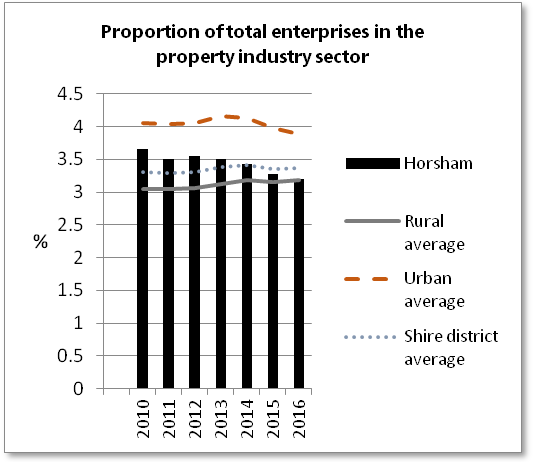 Proportion of total enterprises in the
property industry sector
4.5
4
3.5
3
2.5
2
1.5
1
0.5
0
%
2010
2011
2012
2013
2014
2015
2016
Horsham
Rural
average
Urban
average
Shire district
average